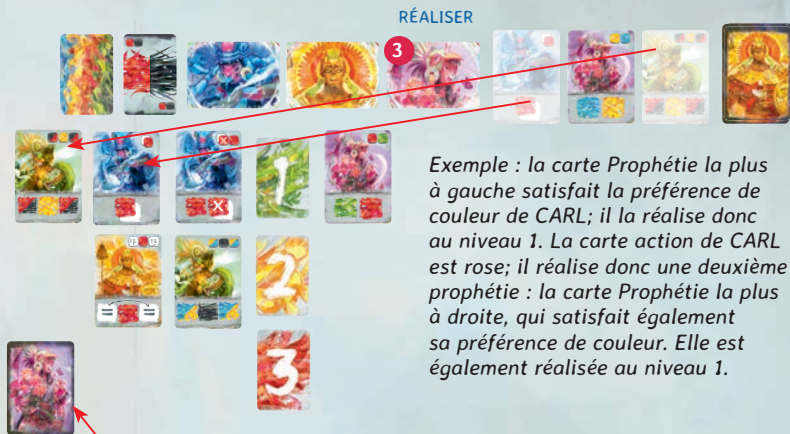 RÉALISER
3
Exemple : la carte Prophétie la plus
à gauche satisfait la préférence de
couleur de CARL; il la réalise donc
au niveau 1. La carte action de CARL
est rose; il réalise donc une deuxième
prophétie : la carte Prophétie la plus
à droite, qui satisfait également
sa préférence de couleur. Elle est
également réalisée au niveau 1.
1
2
3